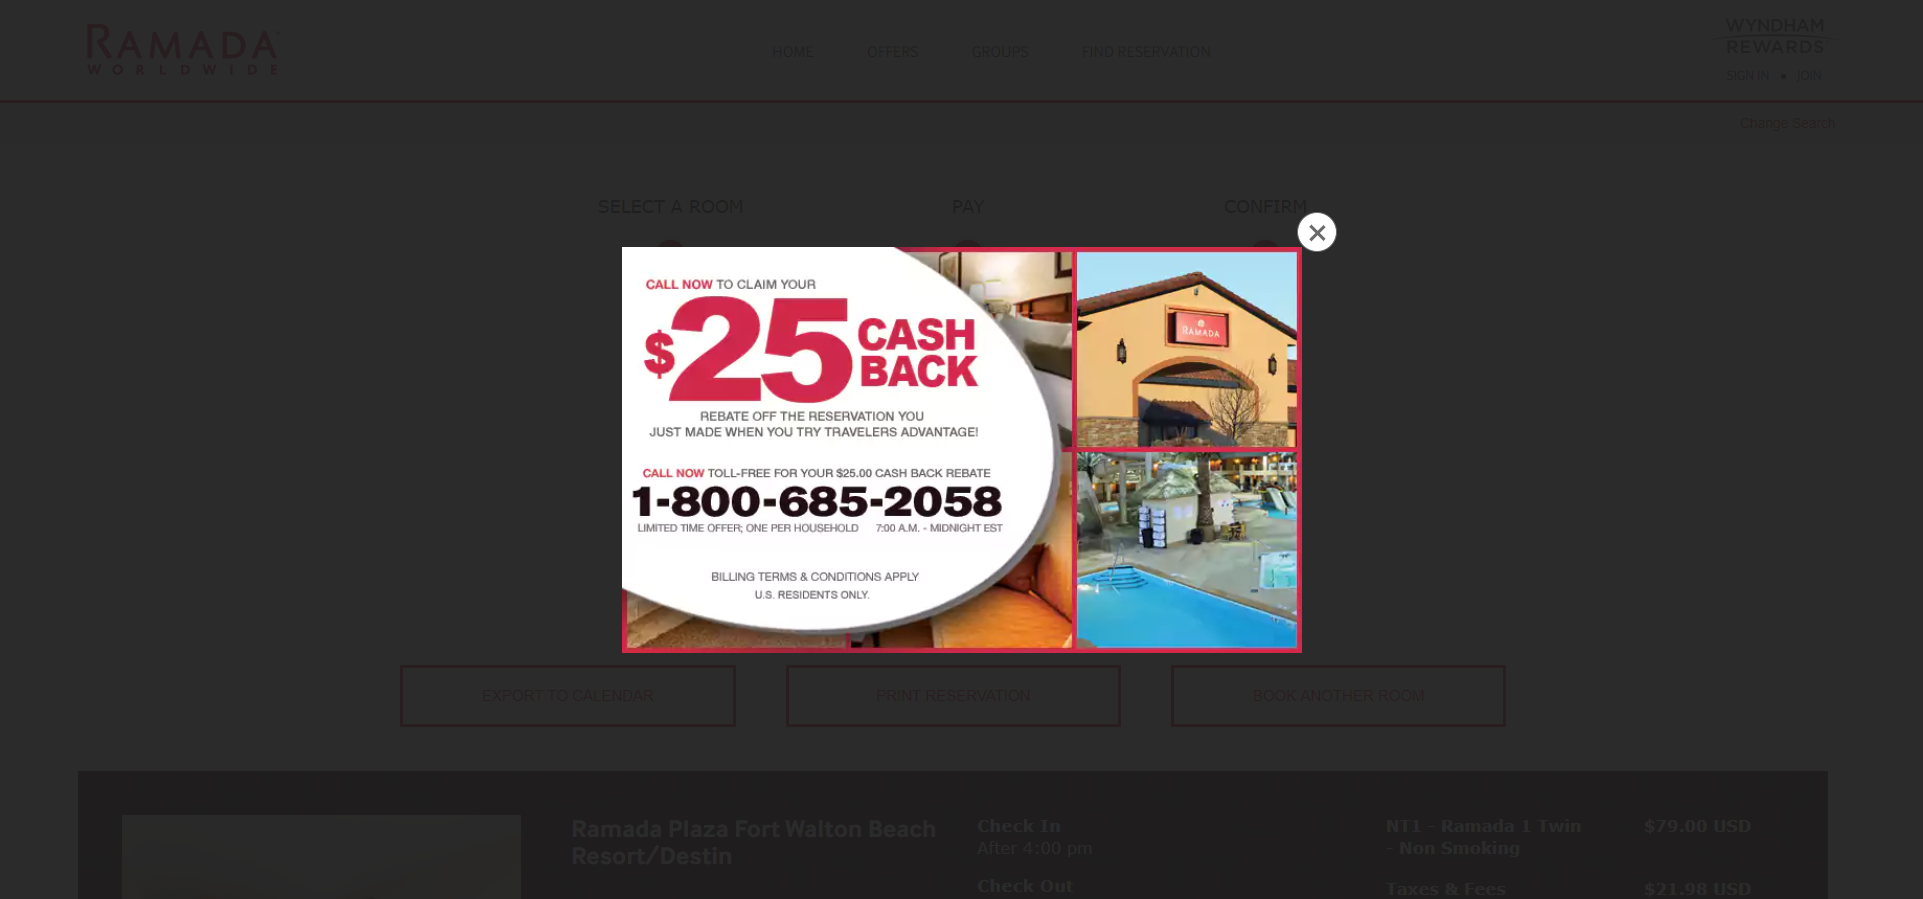 RAMADA
WORLDWIDE
HOME
OFFERS
GROUPS
FIND RESERVATION
WYNDHAM
REWARDS
SIGN IN • JOIN
Change Search
SELECT A ROOM
PAY
CONFIRM
CALL NOW TO CLAIM YOUR
$25 CASH BACK
REBATE OFF THE RESERVATION YOU
JUST MADE WHEN YOU TRY TRAVELERS ADVANTAGE!
CALL NOW TOLL-FREE FOR YOUR $25.00 CASH BACK REBATE
1-800-685-2058
LIMITED TIME OFFER; ONE PER HOUSEHOLD 7:00 A.M. - MIDNIGHT EST
BILLING TERMS & CONDITIONS APPLY
U.S. RESIDENTS ONLY.
RAMADA
EXPORT TO CALENDAR
PRINT RESERVATION
BOOK ANOTHER ROOM
Ramada Plaza Fort Walton Beach
Resort/Destin
Check In
After 4:00 pm
Check Out
NT1 - Ramada 1 Twin
- Non Smoking
$79.00 USD
Taxes & Fees
$21.98 USD